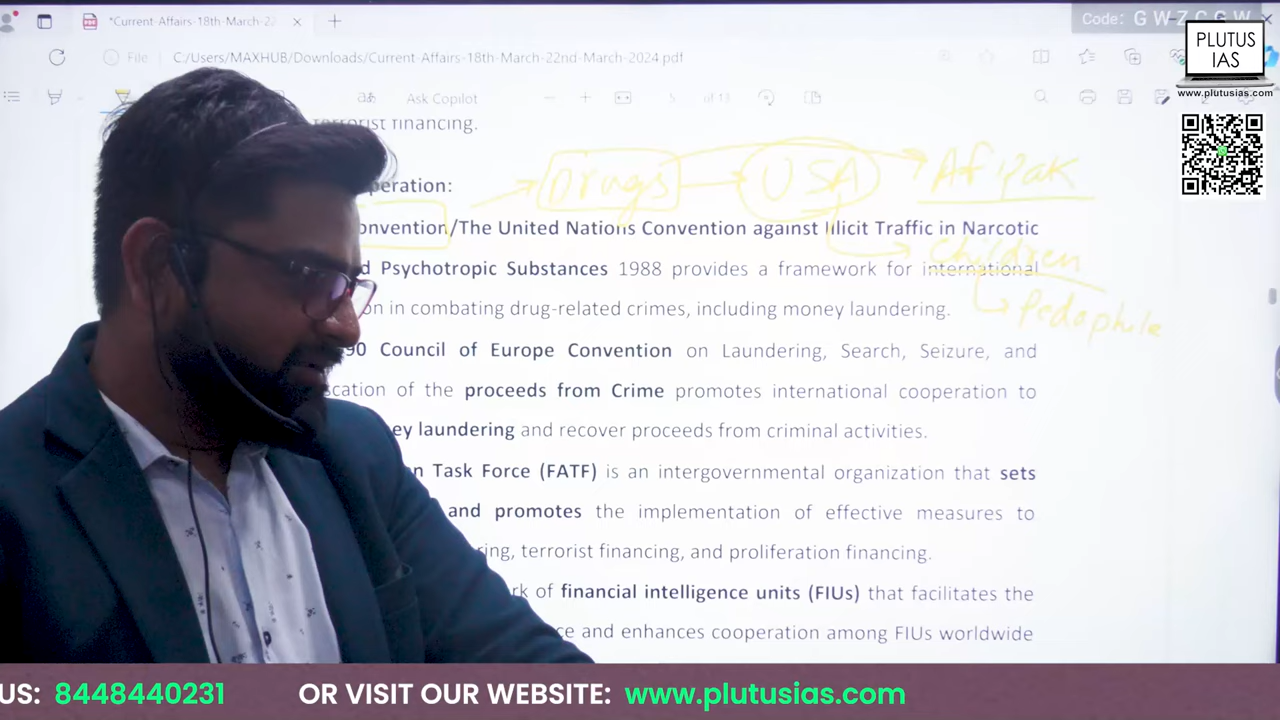 *Current-Affairs-18th-March-22
Code: G W Z C G W
File C:/Users/MAXHUB/Downloads/Current-Affairs-18th-March-22nd-March-2024.pdf
PLUTUS
IAS
www.plutusias.com
Ask Copilot
5 of 13
terrorist financing.
Drugs USA Af Pak
peration:
onvention/The United Nations Convention against Illicit Traffic in Narcotic
Children
d Psychotropic Substances 1988 provides a framework for international
on in combating drug-related crimes, including money laundering.
Pedophile
90 Council of Europe Convention on Laundering, Search, Seizure, and
scation of the proceeds from Crime promotes international cooperation to
ey laundering and recover proceeds from criminal activities.
n Task Force (FATF) is an intergovernmental organization that sets
and promotes the implementation of effective measures to
ring, terrorist financing, and proliferation financing.
rk of financial intelligence units (FIUs) that facilitates the
ce and enhances cooperation among FIUs worldwide
US: 8448440231 OR VISIT OUR WEBSITE: www.plutusias.com